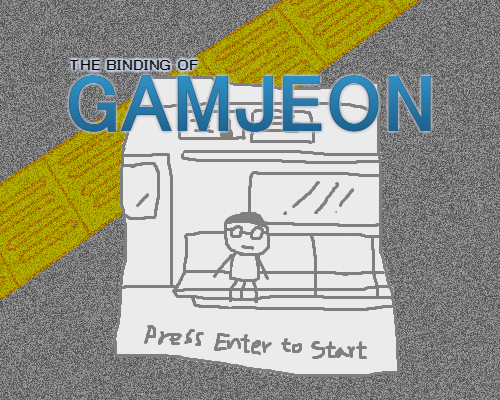 THE BINDING OF
GAMJEON
Press Enter to Start